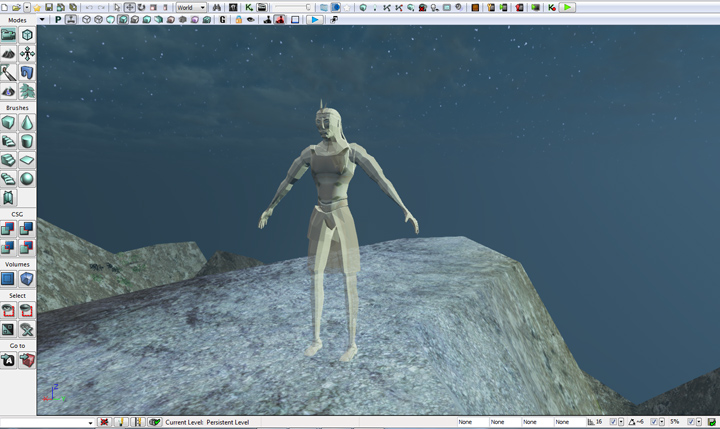 World
Modes
P
G
Brushes
CSG
Volumes
Select
Go to
A
Z
Current Level: Persistent Level
None
None
None
None
16
5%